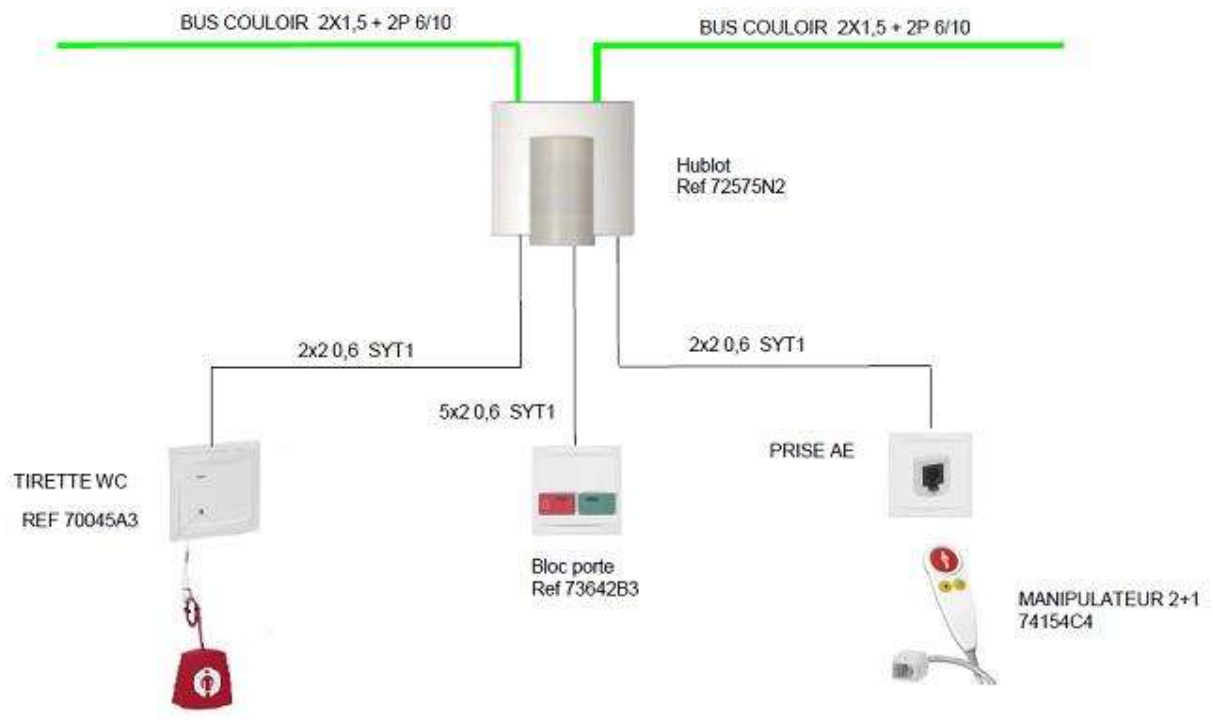 BUS COULOIR 2X1,5 + 2P 6/10
BUS COULOIR 2X1,5 + 2P 6/10
Hublot
Ref 72575N2
2x2 0,6 SYT1
2x2 0,6 SYT1
5x2 0,6 SYT1
TIRETTE WC
REF 70045A3
Bloc porte
Ref 73642B3
PRISE AE
MANIPULATEUR 2+1
74154C4